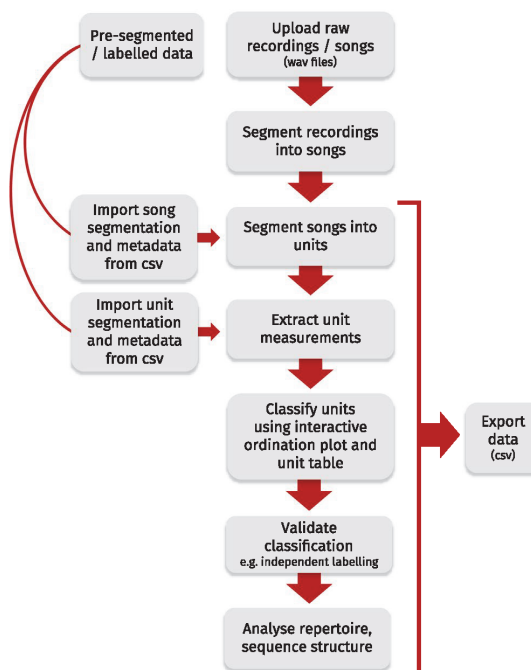 Pre-segmented
/ labelled data
Upload raw
recordings / songs
(wav files)
Segment recordings
into songs
Import song
segmentation
and metadata
from csv
Segment songs into
units
Import unit
segmentation
and metadata
from csv
Extract unit
measurements
Classify units
using interactive
ordination plot and
unit table
Export
data
(csv)
Validate
classification
e.g. independent labelling
Analyse repertoire,
sequence structure